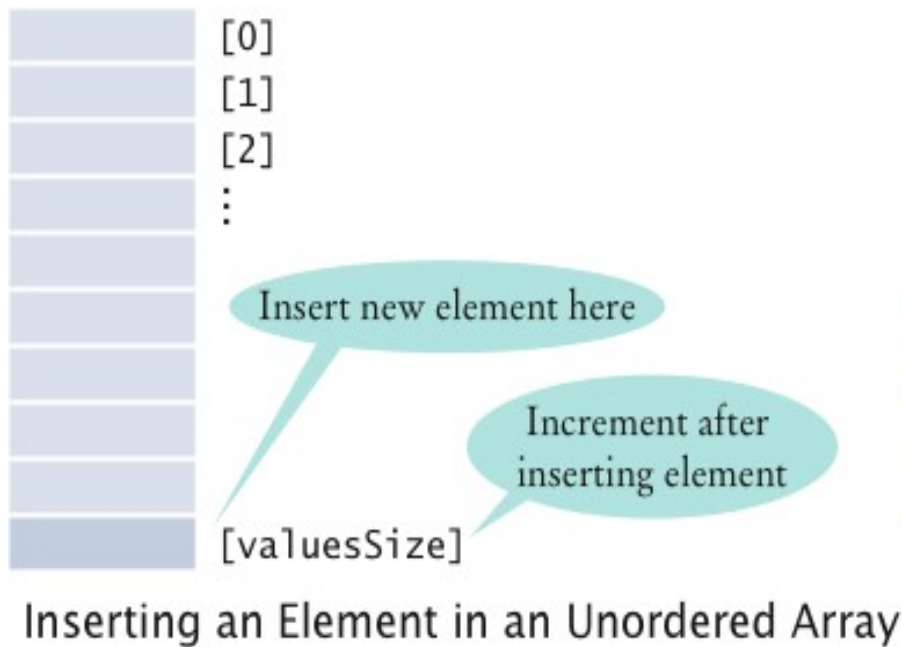 [0]
[1]
[2]
⋮
Insert new element here
Increment after
inserting element
[valuesSize]
Inserting an Element in an Unordered Array